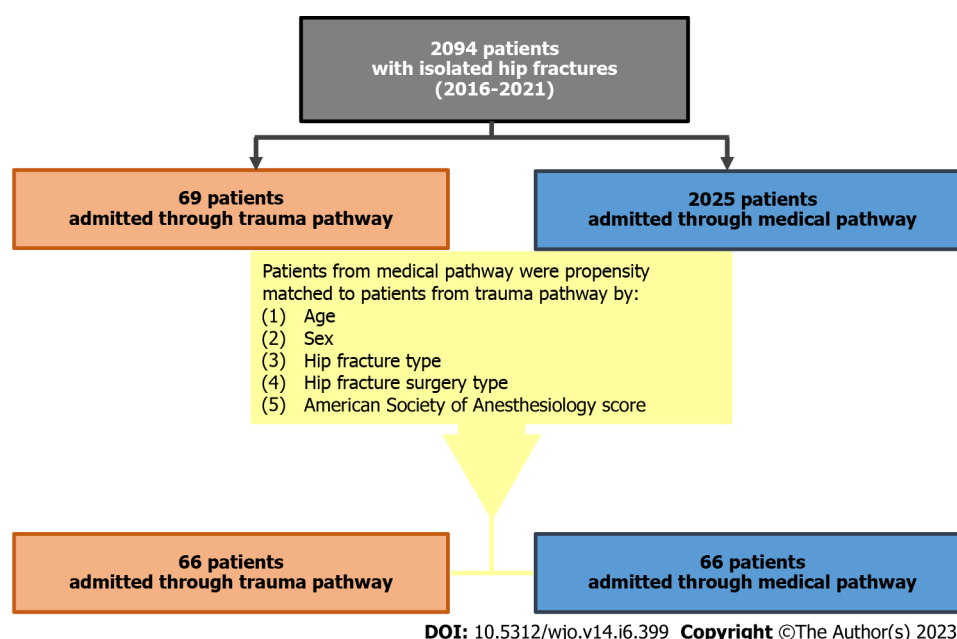 2094 patients
with isolated hip fractures
(2016-2021)
69 patients
admitted through trauma pathway
2025 patients
admitted through medical pathway
Patients from medical pathway were propensity
matched to patients from trauma pathway by:
(1) Age
(2) Sex
(3) Hip fracture type
(4) Hip fracture surgery type
(5) American Society of Anesthesiology score
66 patients
admitted through trauma pathway
66 patients
admitted through medical pathway
DOI: 10.5312/wjo.v14.i6.399 Copyright ©The Author(s) 2023